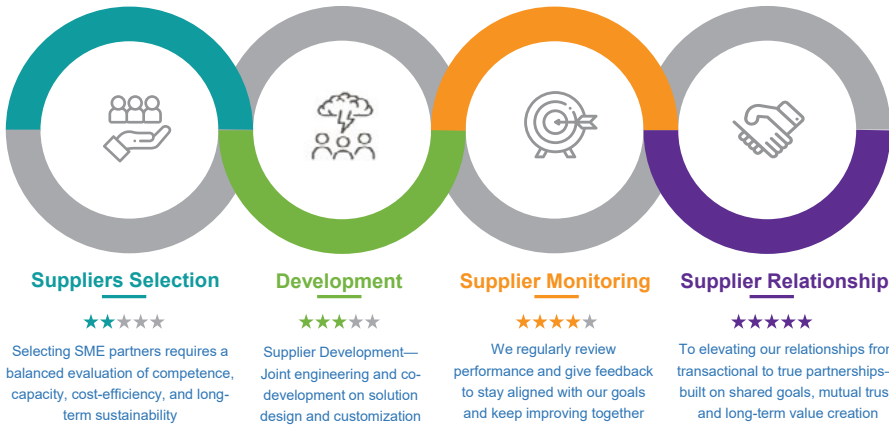 Suppliers Selection
Selecting SME partners requires a
balanced evaluation of competence,
capacity, cost-efficiency, and long-
term sustainability
Development
Supplier Development—
Joint engineering and co-
development on solution
design and customization
Supplier Monitoring
We regularly review
performance and give feedback
to stay aligned with our goals
and keep improving together
Supplier Relationship
To elevating our relationships from
transactional to true partnerships—
built on shared goals, mutual trus
and long-term value creation